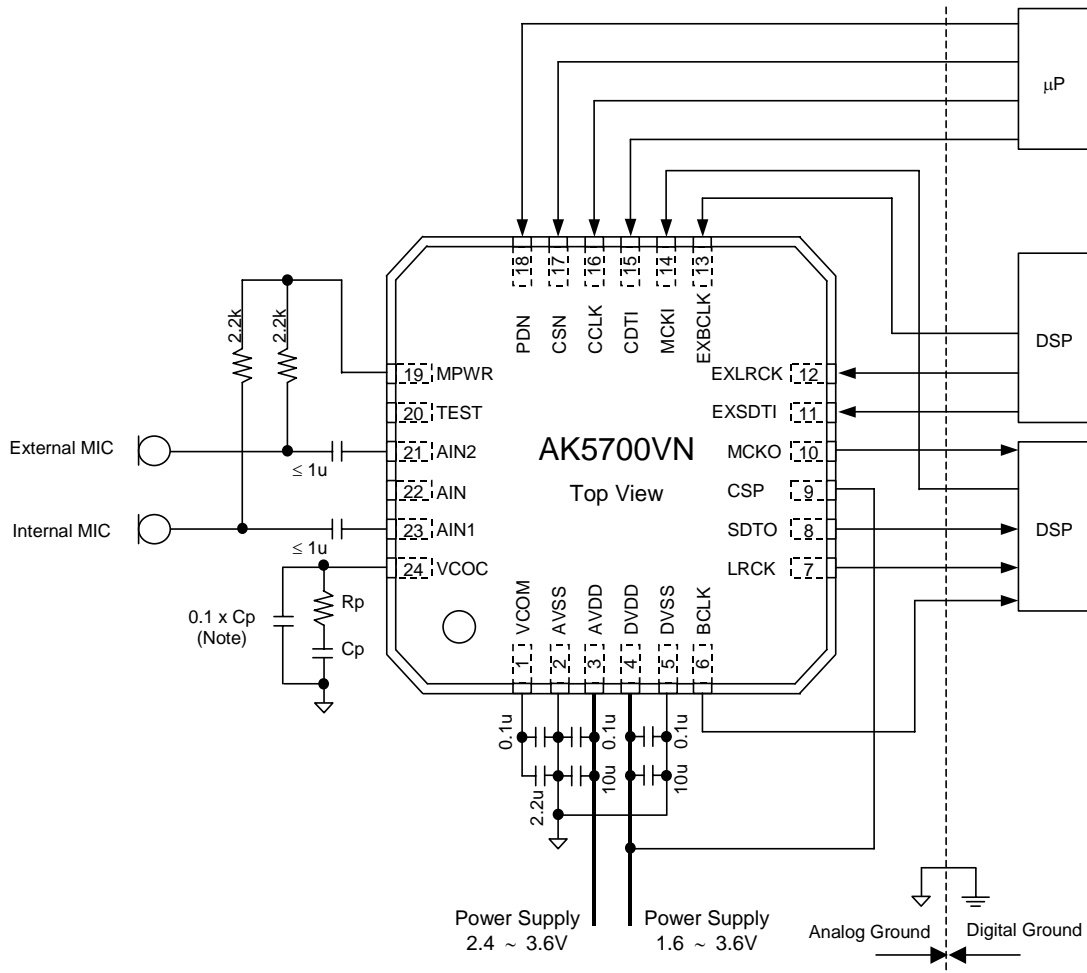 µP
18
17
16
15
14
13
PDN
CSN
CCLK
CDTI
MCKI
EXBCLK
DSP
2.2k
2.2k
19 MPWR
EXLRCK 12
20 TEST
EXSDTI 11
External MIC
21 AIN2
AK5700VN
MCKO 10
≤ 1u
22 AIN
Top View
CSP 9
Internal MIC
23 AIN1
SDTO 8
DSP
≤ 1u
24 VCOC
LRCK 7
0.1 x Cp
(Note)
Rp
Cp
VCOM
AVSS
AVDD
DVDD
DVSS
BCLK
1
2
3
4
5
6
0.1u
0.1u
0.1u
2.2u
10u
10u
Power Supply
2.4 ~ 3.6V
Power Supply
1.6 ~ 3.6V
Analog Ground
Digital Ground